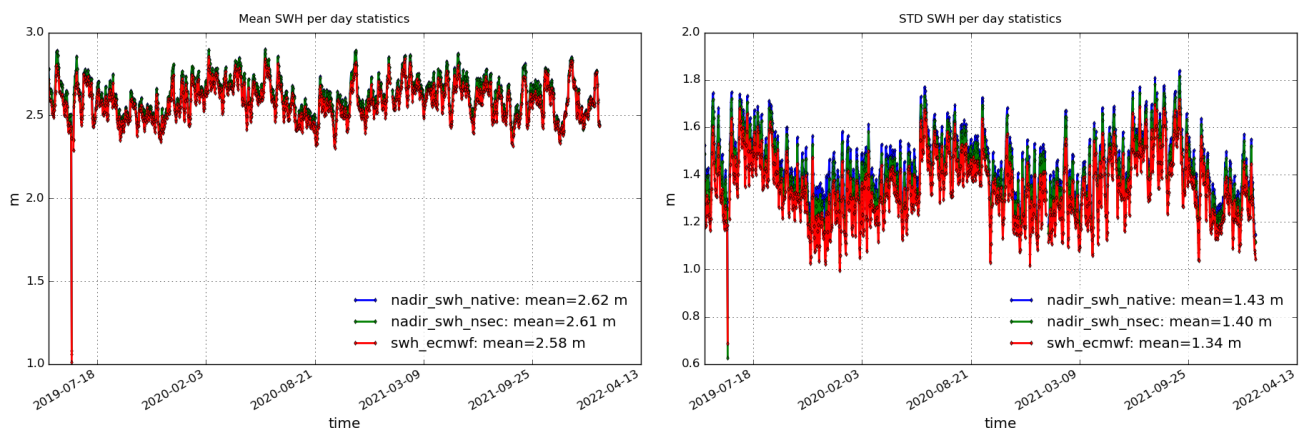 Mean SWH per day statistics
3.0
2.5
2.0
1.5
1.0
m
nadir_swh_native: mean=2.62 m
nadir_swh_nsec: mean=2.61 m
swh_ecmwf: mean=2.58 m
2019-07-18
2020-02-03
2020-08-21
2021-03-09
2021-09-25
2022-04-13
time
STD SWH per day statistics
2.0
1.8
1.6
1.4
1.2
1.0
0.8
0.6
m
nadir_swh_native: mean=1.43 m
nadir_swh_nsec: mean=1.40 m
swh_ecmwf: mean=1.34 m
2019-07-18
2020-02-03
2020-08-21
2021-03-09
2021-09-25
2022-04-13
time